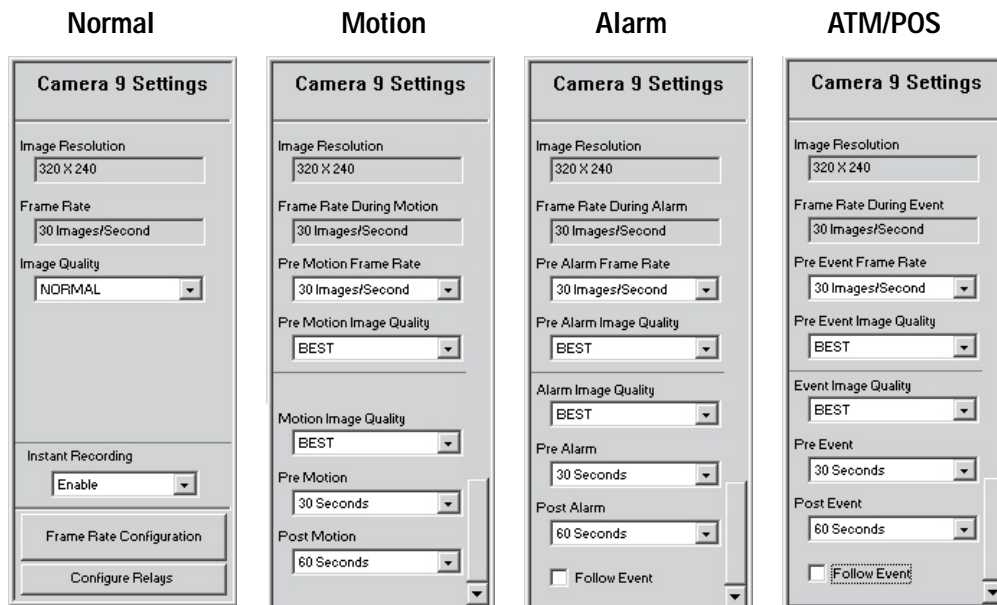 Normal
Camera 9 Settings
Image Resolution
320 X 240
Frame Rate
30 Images/Second
Image Quality
NORMAL
Instant Recording
Enable
Frame Rate Configuration
Configure Relays
Motion
Camera 9 Settings
Image Resolution
320 X 240
Frame Rate During Motion
30 Images/Second
Pre Motion Frame Rate
30 Images/Second
Pre Motion Image Quality
BEST
Motion Image Quality
BEST
Pre Motion
30 Seconds
Post Motion
60 Seconds
Alarm
Camera 9 Settings
Image Resolution
320 X 240
Frame Rate During Alarm
30 Images/Second
Pre Alarm Frame Rate
30 Images/Second
Pre Alarm Image Quality
BEST
Alarm Image Quality
BEST
Pre Alarm
30 Seconds
Post Alarm
60 Seconds
Follow Event
ATM/POS
Camera 9 Settings
Image Resolution
320 X 240
Frame Rate During Event
30 Images/Second
Pre Event Frame Rate
30 Images/Second
Pre Event Image Quality
BEST
Event Image Quality
BEST
Pre Event
30 Seconds
Post Event
60 Seconds
Follow Event